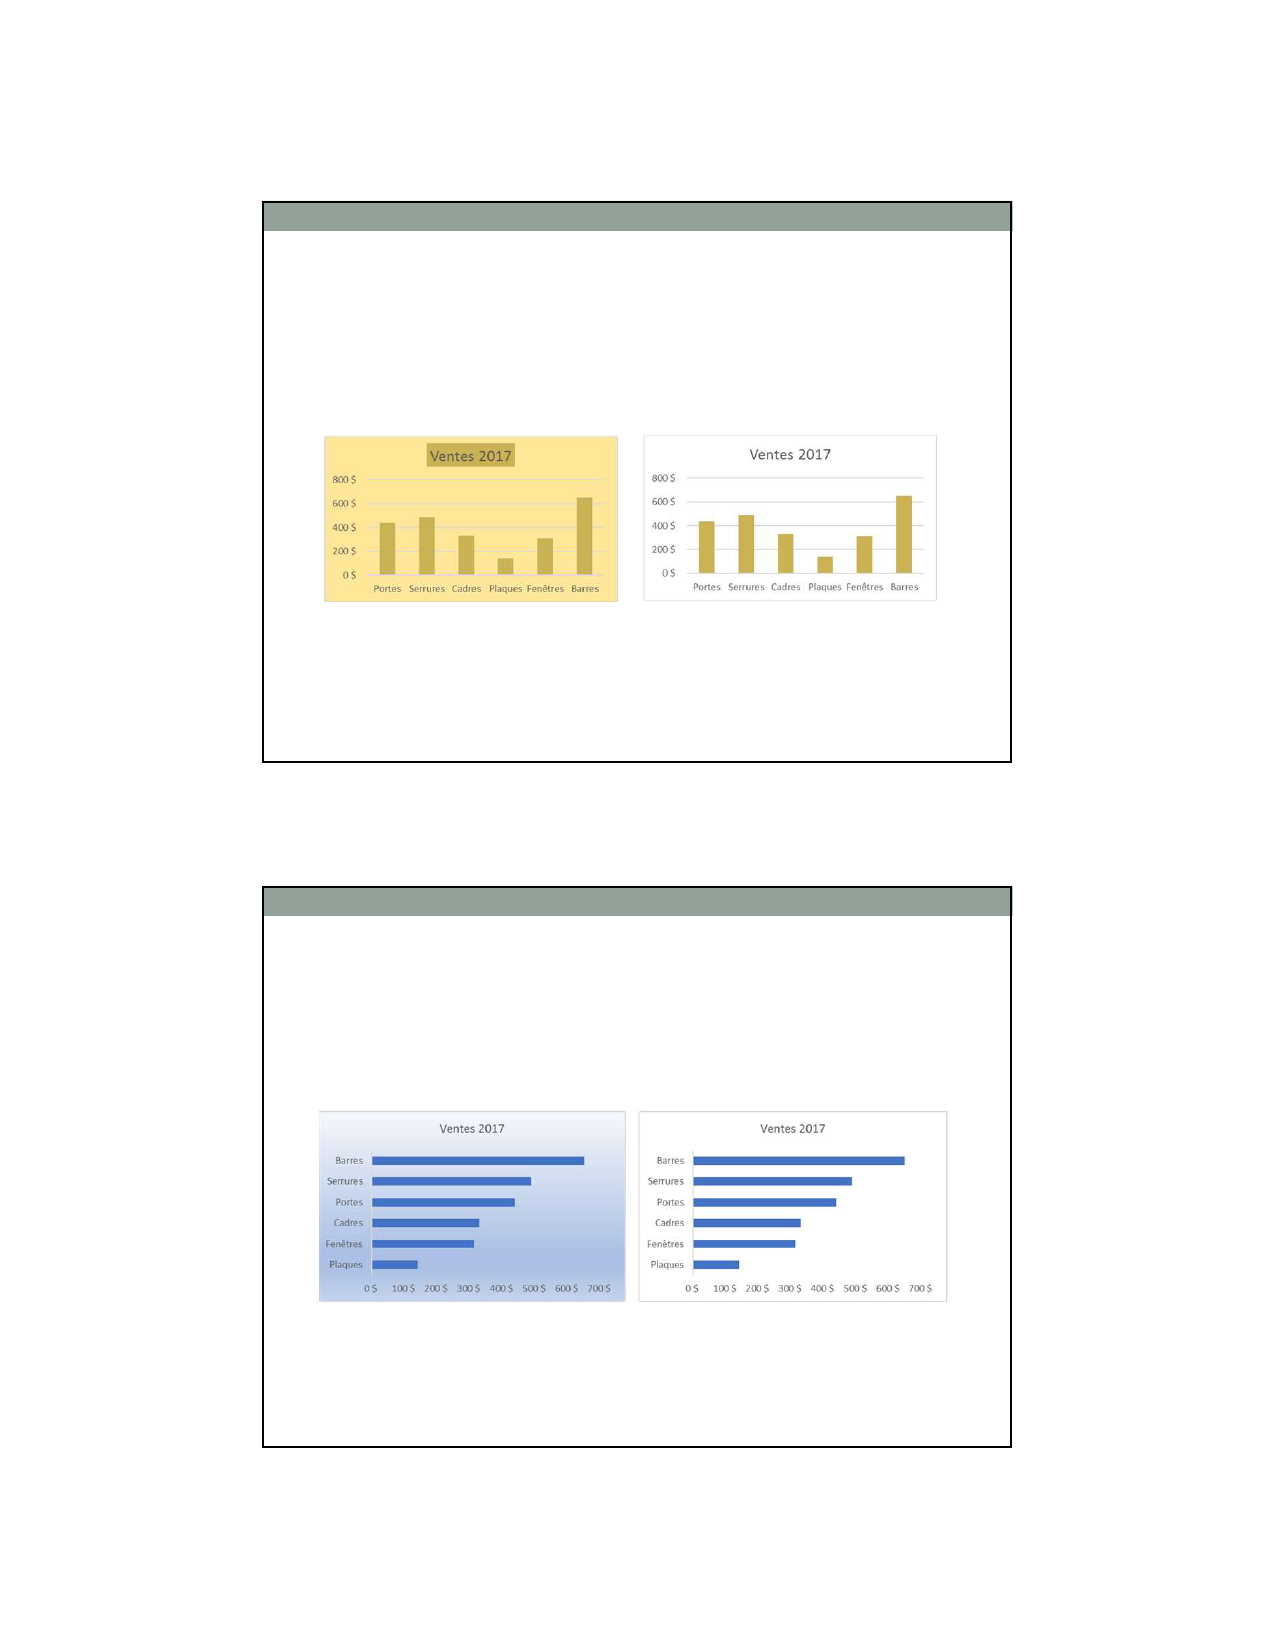 Ventes 2017
800 $
600 $
400 $
200 $
0 $
Portes Serrures Cadres Plaques Fenêtres Barres
Ventes 2017
800 $
600 $
400 $
200 $
0 $
Portes Serrures Cadres Plaques Fenêtres Barres
Ventes 2017
Barres
Serrures
Portes
Cadres
Fenêtres
Plaques
0 $ 100 $ 200 $ 300 $ 400 $ 500 $ 600 $ 700 $
Ventes 2017
Barres
Serrures
Portes
Cadres
Fenêtres
Plaques
0 $ 100 $ 200 $ 300 $ 400 $ 500 $ 600 $ 700 $